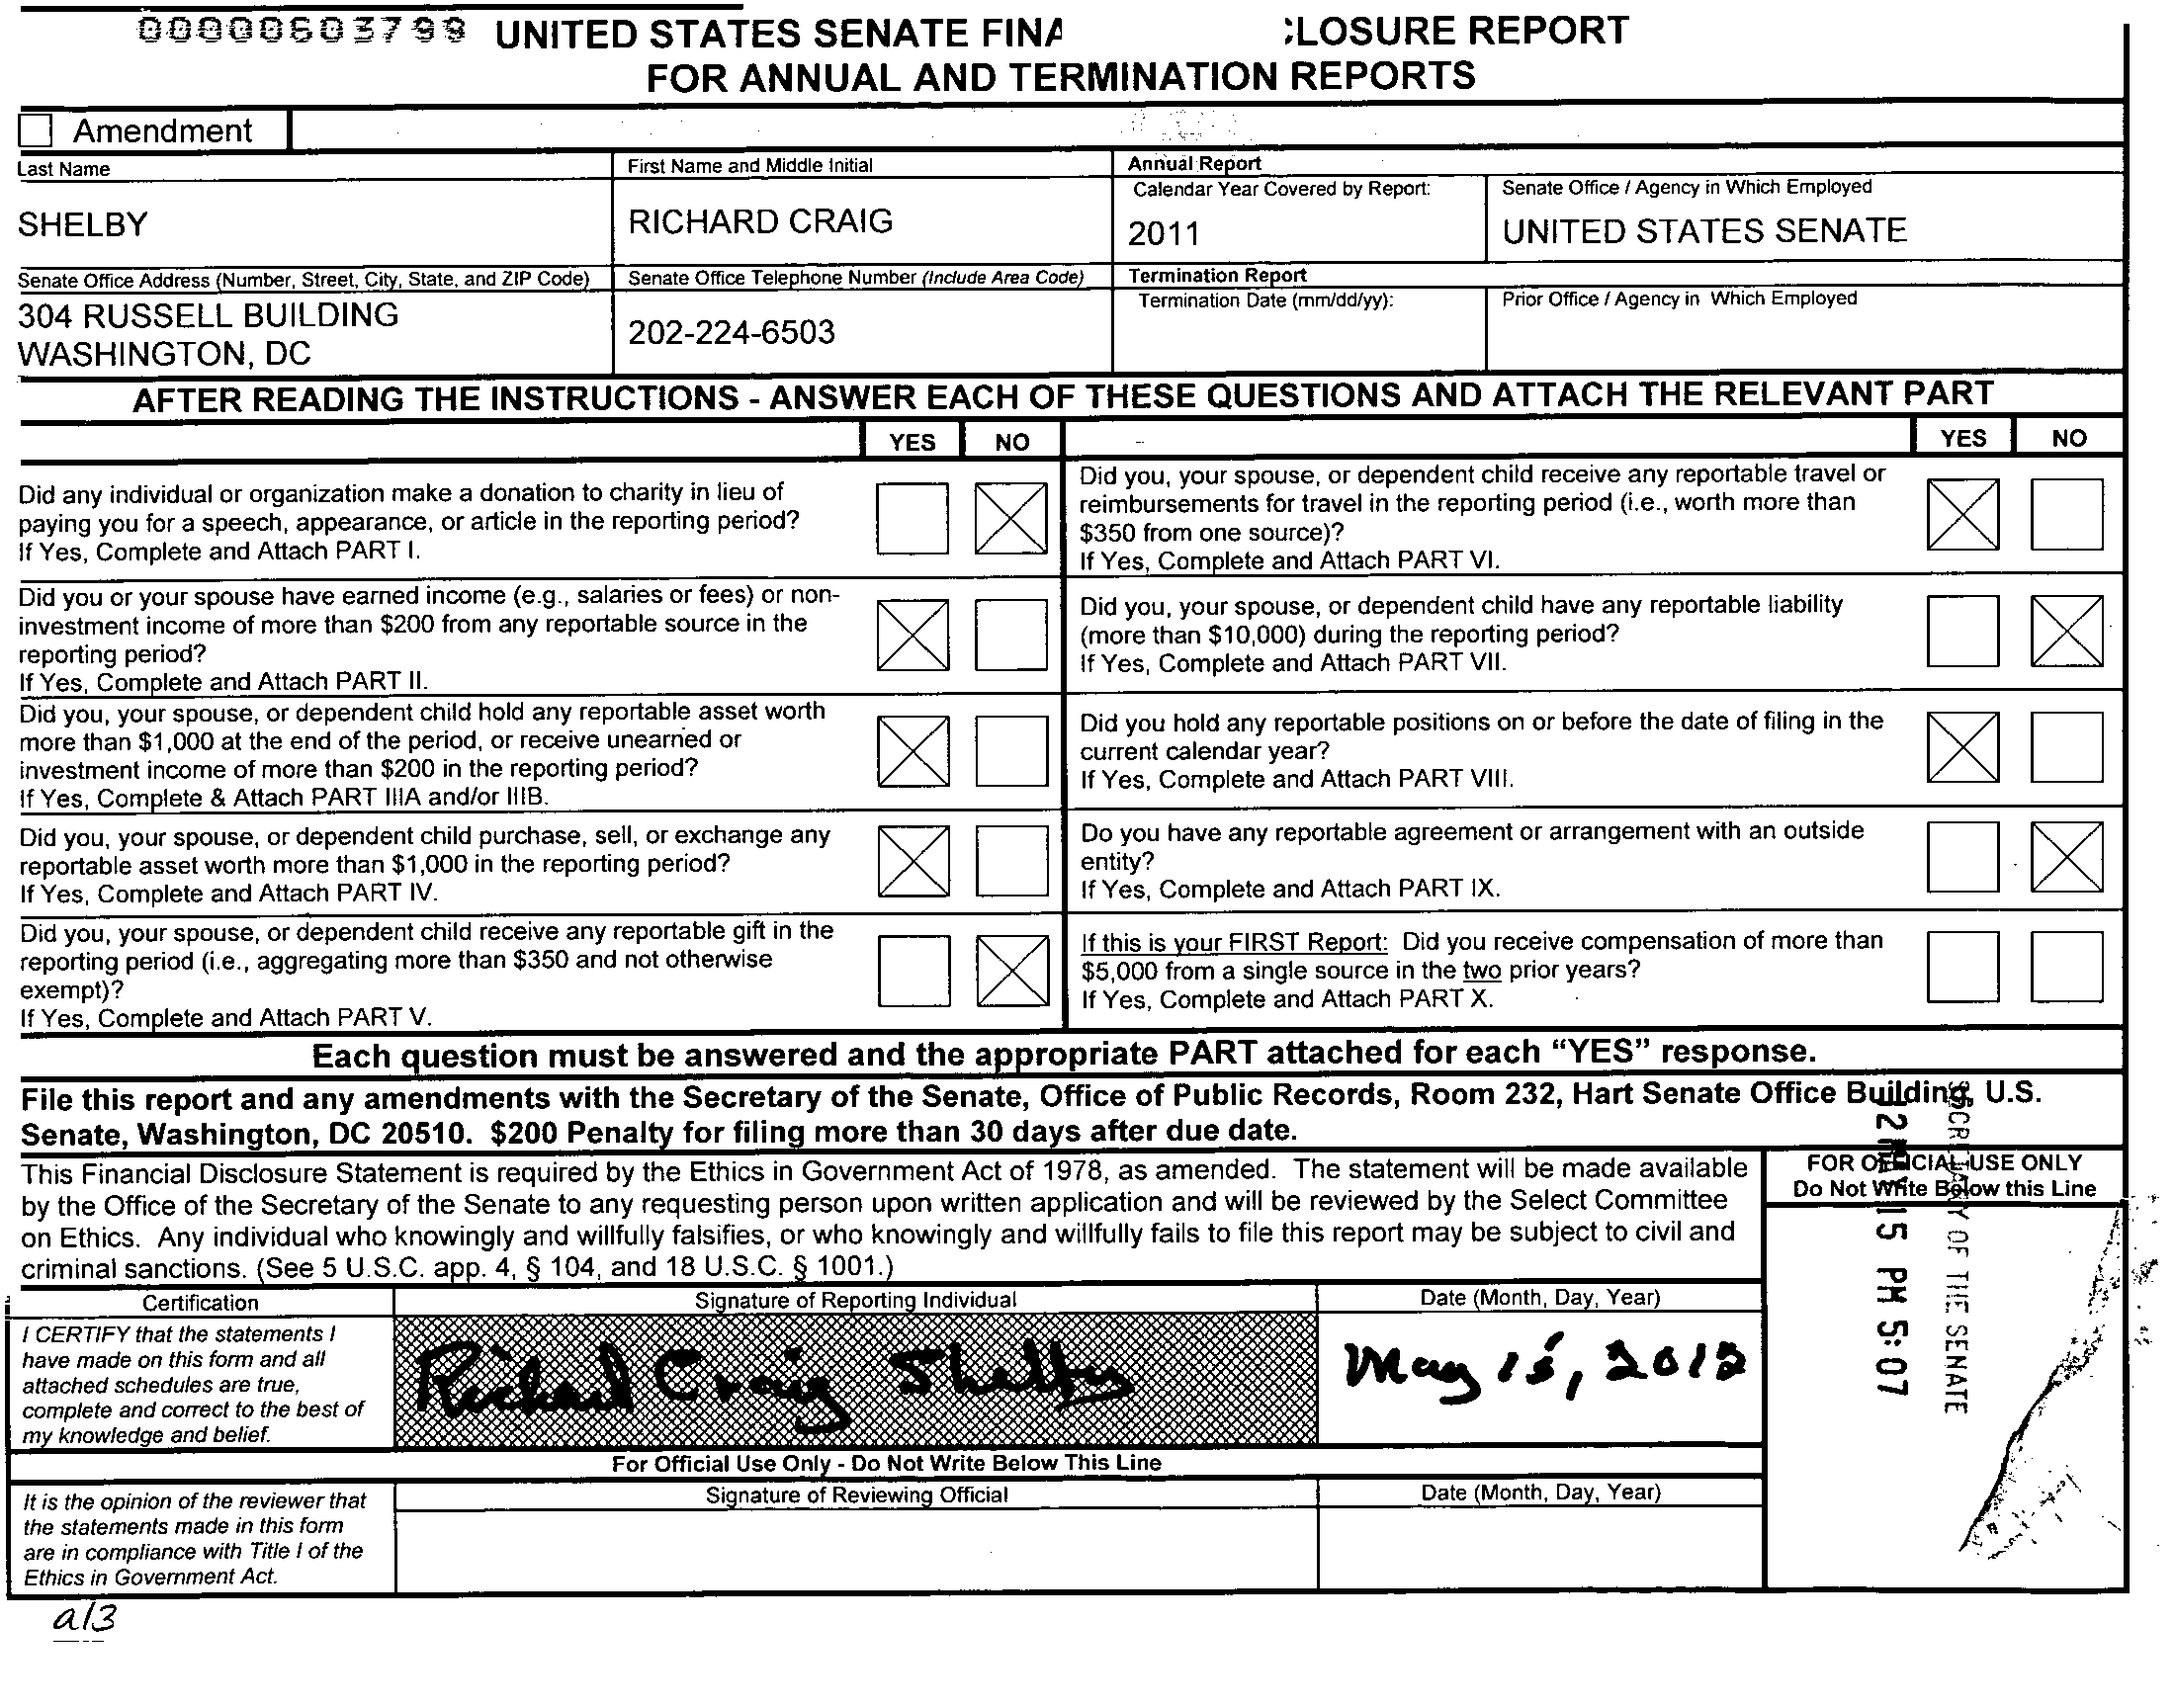 00000603799 UNITED STATES SENATE FINA CLOSURE REPORT
FOR ANNUAL AND TERMINATION REPORTS
Amendment
Last Name
First Name and Middle Initial
Annual Report
Calendar Year Covered by Report:
Senate Office / Agency in Which Employed
SHELBY
RICHARD CRAIG
2011
UNITED STATES SENATE
Senate Office Address (Number, Street, City, State, and ZIP Code)
Senate Office Telephone Number (Include Area Code)
Termination Report
Termination Date (mm/dd/yy):
Prior Office / Agency in Which Employed
304 RUSSELL BUILDING
WASHINGTON, DC
202-224-6503
AFTER READING THE INSTRUCTIONS - ANSWER EACH OF THESE QUESTIONS AND ATTACH THE RELEVANT PART
YES NO
YES NO
Did any individual or organization make a donation to charity in lieu of
paying you for a speech, appearance, or article in the reporting period?
If Yes, Complete and Attach PART I.
Did you, your spouse, or dependent child receive any reportable travel or
reimbursements for travel in the reporting period (i.e., worth more than
$350 from one source)?
If Yes, Complete and Attach PART VI.
Did you or your spouse have earned income (e.g., salaries or fees) or non-
investment income of more than $200 from any reportable source in the
reporting period?
If Yes, Complete and Attach PART II.
Did you, your spouse, or dependent child have any reportable liability
(more than $10,000) during the reporting period?
If Yes, Complete and Attach PART VII.
Did you, your spouse, or dependent child hold any reportable asset worth
more than $1,000 at the end of the period, or receive unearned or
investment income of more than $200 in the reporting period?
If Yes, Complete & Attach PART IIIA and/or IIIB.
Did you hold any reportable positions on or before the date of filing in the
current calendar year?
If Yes, Complete and Attach PART VIII.
Did you, your spouse, or dependent child purchase, sell, or exchange any
reportable asset worth more than $1,000 in the reporting period?
If Yes, Complete and Attach PART IV.
Do you have any reportable agreement or arrangement with an outside
entity?
If Yes, Complete and Attach PART IX.
Did you, your spouse, or dependent child receive any reportable gift in the
reporting period (i.e., aggregating more than $350 and not otherwise
exempt)?
If Yes, Complete and Attach PART V.
If this is your FIRST Report: Did you receive compensation of more than
$5,000 from a single source in the two prior years?
If Yes, Complete and Attach PART X.
Each question must be answered and the appropriate PART attached for each “YES” response.
File this report and any amendments with the Secretary of the Senate, Office of Public Records, Room 232, Hart Senate Office Building, U.S.
Senate, Washington, DC 20510. $200 Penalty for filing more than 30 days after due date.
This Financial Disclosure Statement is required by the Ethics in Government Act of 1978, as amended. The statement will be made available
by the Office of the Secretary of the Senate to any requesting person upon written application and will be reviewed by the Select Committee
on Ethics. Any individual who knowingly and willfully falsifies, or who knowingly and willfully fails to file this report may be subject to civil and
criminal sanctions. (See 5 U.S.C. app. 4, § 104, and 18 U.S.C. § 1001.)
FOR OFFICIAL USE ONLY
Do Not Write Below this Line
SECRETARY OF THE SENATE
12 MAY 15 PM 5:07
Certification
Signature of Reporting Individual
Date (Month, Day, Year)
I CERTIFY that the statements I
have made on this form and all
attached schedules are true,
complete and correct to the best of
my knowledge and belief.
Richard Craig Shelby
May 15, 2012
For Official Use Only - Do Not Write Below This Line
It is the opinion of the reviewer that
the statements made in this form
are in compliance with Title I of the
Ethics in Government Act.
Signature of Reviewing Official
Date (Month, Day, Year)
a13